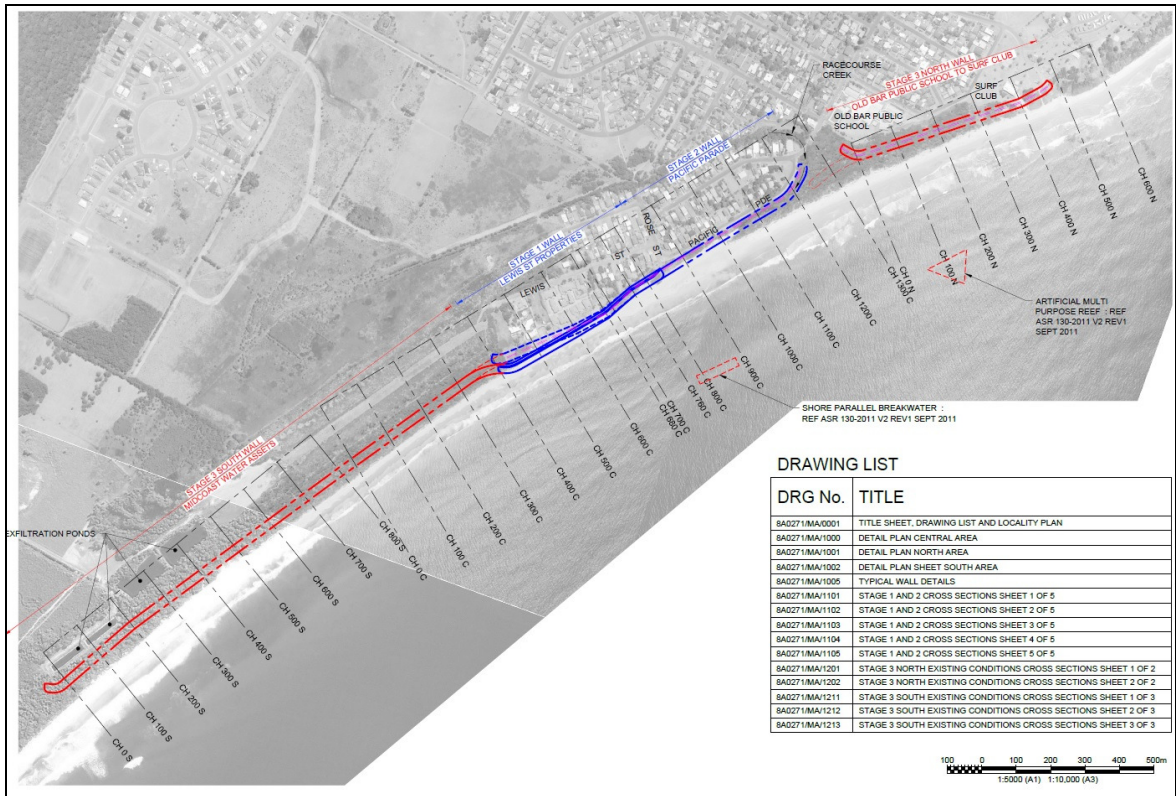 STAGE 3 NORTH WALL
OLD BAR PUBLIC SCHOOL TO SURF CLUB
RACECOURSE
CREEK
SURF
CLUB
OLD BAR PUBLIC
SCHOOL
STAGE 2 WALL
PACIFIC PARADE
STAGE 1 WALL
LEWIS ST PROPERTIES
LEWIS
ST
ROSE
ST
PACIFIC
PDE
CH 600 N
CH 500 N
CH 400 N
CH 300 N
CH 200 N
CH 100 N
CH 0 N
CH 1300 C
CH 1200 C
CH 1100 C
CH 1000 C
CH 900 C
CH 800 C
CH 760 C
CH 700 C
CH 680 C
CH 600 C
CH 500 C
CH 400 C
CH 300 C
CH 200 C
CH 100 C
CH 0 C
CH 800 S
CH 700 S
CH 600 S
CH 500 S
CH 400 S
CH 300 S
CH 200 S
CH 100 S
CH 0 S
ARTIFICIAL MULTI
PURPOSE REEF : REF
ASR 130-2011 V2 REV1
SEPT 2011
SHORE PARALLEL BREAKWATER :
REF ASR 130-2011 V2 REV1 SEPT 2011
STAGE 3 SOUTH WALL
MIDCOAST WATER ASSETS
EXFILTRATION PONDS
DRAWING LIST
DRG No. TITLE
8A0271/MA/0001 TITLE SHEET, DRAWING LIST AND LOCALITY PLAN
8A0271/MA/1000 DETAIL PLAN CENTRAL AREA
8A0271/MA/1001 DETAIL PLAN NORTH AREA
8A0271/MA/1002 DETAIL PLAN SHEET SOUTH AREA
8A0271/MA/1005 TYPICAL WALL DETAILS
8A0271/MA/1101 STAGE 1 AND 2 CROSS SECTIONS SHEET 1 OF 5
8A0271/MA/1102 STAGE 1 AND 2 CROSS SECTIONS SHEET 2 OF 5
8A0271/MA/1103 STAGE 1 AND 2 CROSS SECTIONS SHEET 3 OF 5
8A0271/MA/1104 STAGE 1 AND 2 CROSS SECTIONS SHEET 4 OF 5
8A0271/MA/1105 STAGE 1 AND 2 CROSS SECTIONS SHEET 5 OF 5
8A0271/MA/1201 STAGE 3 NORTH EXISTING CONDITIONS CROSS SECTIONS SHEET 1 OF 2
8A0271/MA/1202 STAGE 3 NORTH EXISTING CONDITIONS CROSS SECTIONS SHEET 2 OF 2
8A0271/MA/1211 STAGE 3 SOUTH EXISTING CONDITIONS CROSS SECTIONS SHEET 1 OF 3
8A0271/MA/1212 STAGE 3 SOUTH EXISTING CONDITIONS CROSS SECTIONS SHEET 2 OF 3
8A0271/MA/1213 STAGE 3 SOUTH EXISTING CONDITIONS CROSS SECTIONS SHEET 3 OF 3
100 0 100 200 300 400 500m
1:5000 (A1) 1:10,000 (A3)